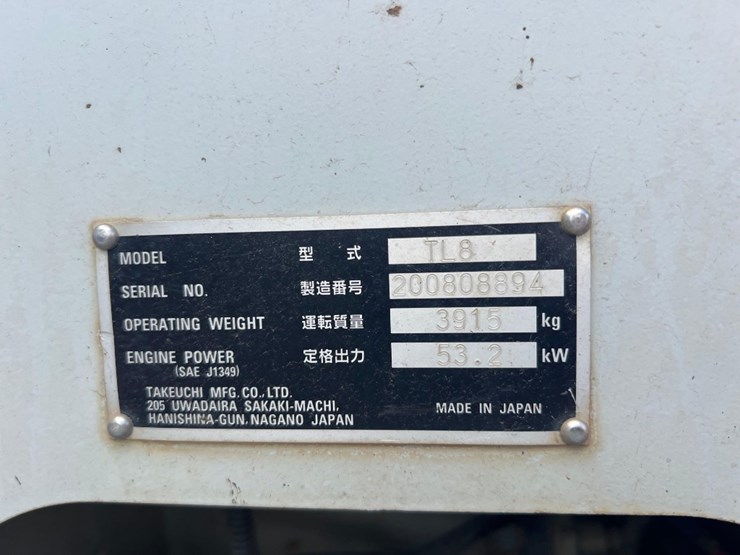 MODEL 型式 TL8
SERIAL NO. 製造番号 200808894
OPERATING WEIGHT 運転質量 3915 kg
ENGINE POWER 定格出力 53.2 kW
(SAE J1349)
TAKEUCHI MFG. CO., LTD.
205 UWADAIRA SAKAKI-MACHI,
HANISHINA-GUN, NAGANO JAPAN
MADE IN JAPAN